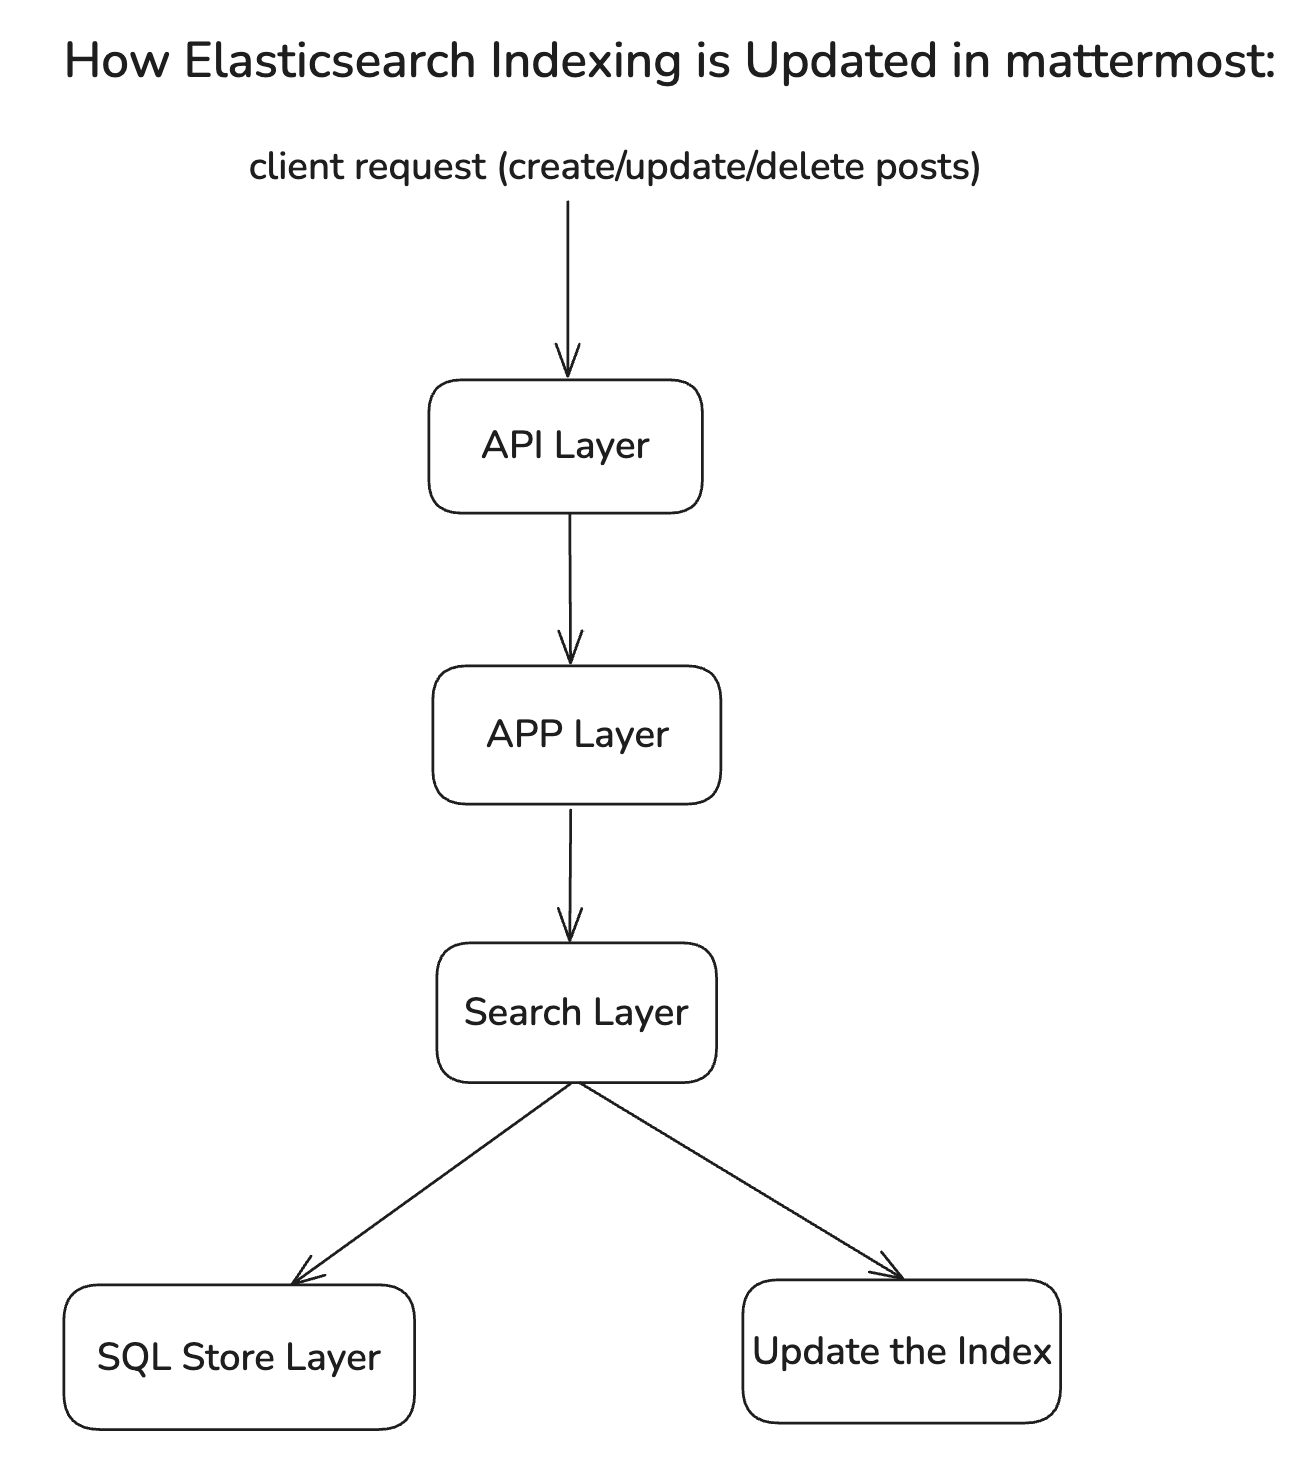 How Elasticsearch Indexing is Updated in mattermost:
client request (create/update/delete posts)
API Layer
APP Layer
Search Layer
SQL Store Layer
Update the Index